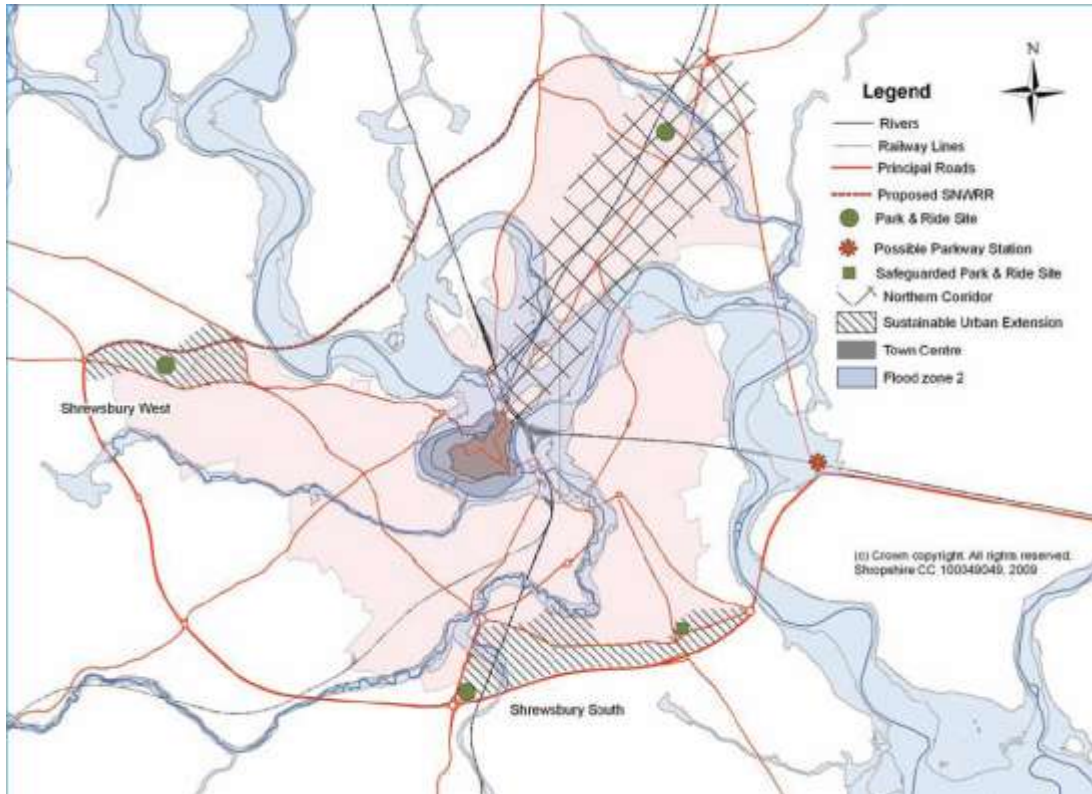 N
Legend
Rivers
Railway Lines
Principal Roads
Proposed SNWRR
Park & Ride Site
Possible Parkway Station
Safeguarded Park & Ride Site
Northern Corridor
Sustainable Urban Extension
Town Centre
Flood zone 2
Shrewsbury West
(c) Crown copyright. All rights reserved.
Shropshire CC 100049049, 2009
Shrewsbury South